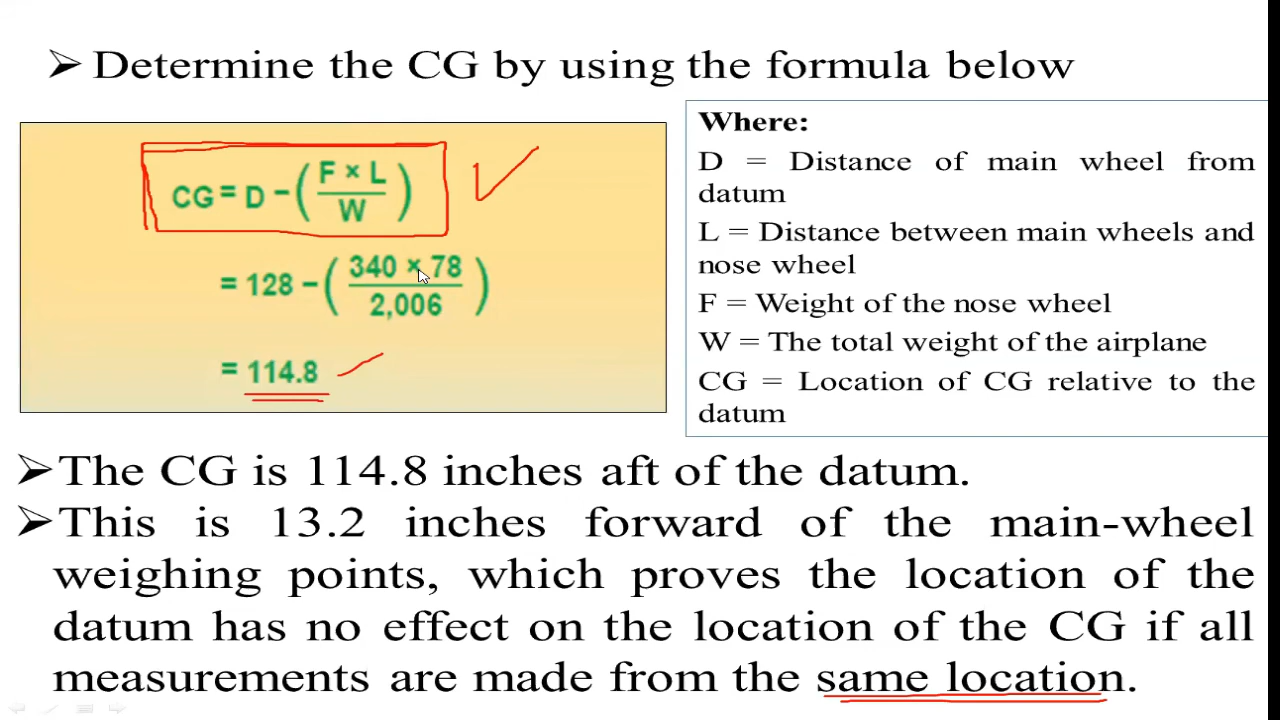 ➢ Determine the CG by using the formula below
CG = D − ( F × L / W )
= 128 − ( 340 × 78 / 2,006 )
= 114.8
Where:
D = Distance of main wheel from
datum
L = Distance between main wheels and
nose wheel
F = Weight of the nose wheel
W = The total weight of the airplane
CG = Location of CG relative to the
datum
➢The CG is 114.8 inches aft of the datum.
➢This is 13.2 inches forward of the main-wheel
weighing points, which proves the location of the
datum has no effect on the location of the CG if all
measurements are made from the same location.